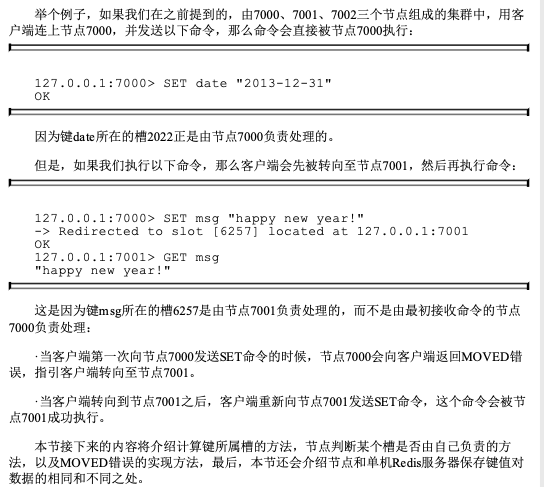 举个例子，如果我们在之前提到的，由7000、7001、7002三个节点组成的集群中，用客
户端连上节点7000，并发送以下命令，那么命令会直接被节点7000执行：
127.0.0.1:7000> SET date "2013-12-31"
OK
因为键date所在的槽2022正是由节点7000负责处理的。
但是，如果我们执行以下命令，那么客户端会先被转向至节点7001，然后再执行命令：
127.0.0.1:7000> SET msg "happy new year!"
-> Redirected to slot [6257] located at 127.0.0.1:7001
OK
127.0.0.1:7001> GET msg
"happy new year!"
这是因为键msg所在的槽6257是由节点7001负责处理的，而不是由最初接收命令的节点
7000负责处理：
·当客户端第一次向节点7000发送SET命令的时候，节点7000会向客户端返回MOVED错
误，指引客户端转向至节点7001。
·当客户端转向到节点7001之后，客户端重新向节点7001发送SET命令，这个命令会被节
点7001成功执行。
本节接下来的内容将介绍计算键所属槽的方法，节点判断某个槽是否由自己负责的方
法，以及MOVED错误的实现方法，最后，本节还会介绍节点和单机Redis服务器保存键值对
数据的相同和不同之处。